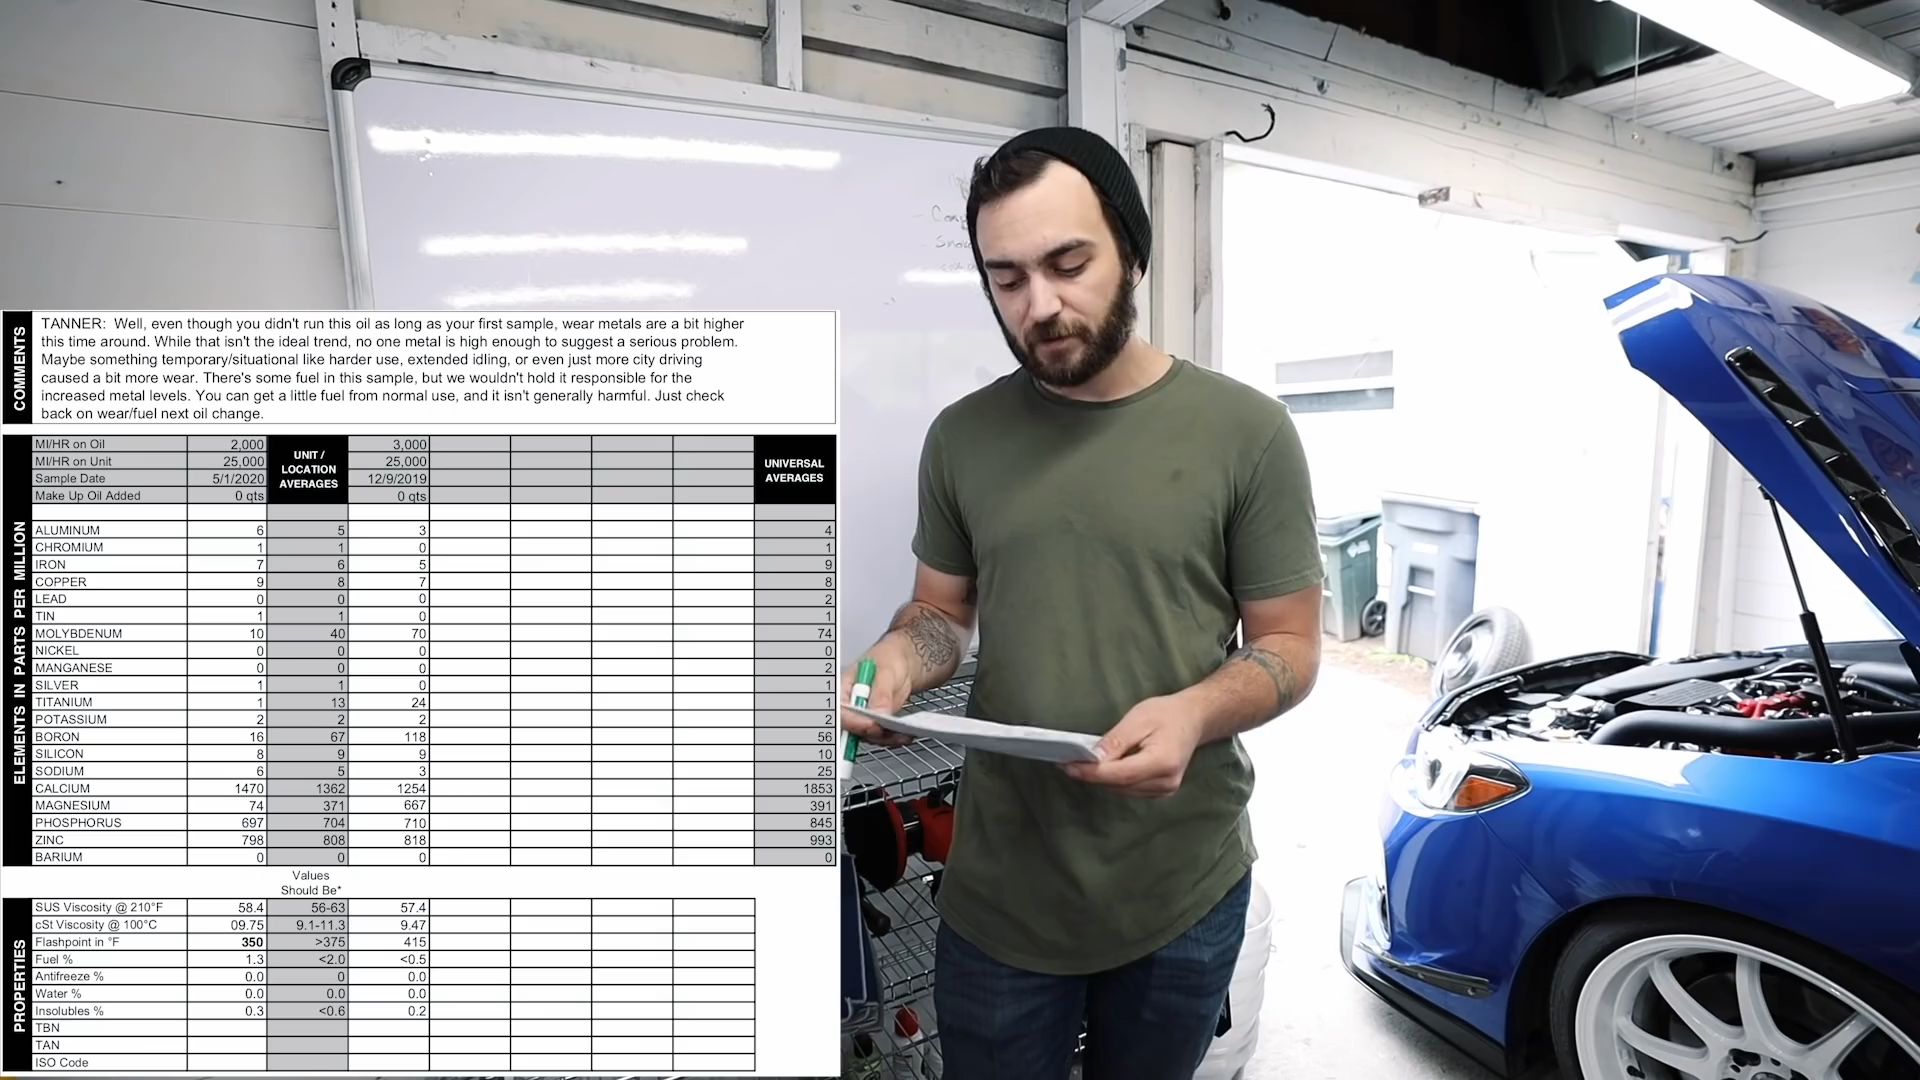 COMMENTS
TANNER: Well, even though you didn't run this oil as long as your first sample, wear metals are a bit higher
this time around. While that isn't the ideal trend, no one metal is high enough to suggest a serious problem.
Maybe something temporary/situational like harder use, extended idling, or even just more city driving
caused a bit more wear. There's some fuel in this sample, but we wouldn't hold it responsible for the
increased metal levels. You can get a little fuel from normal use, and it isn't generally harmful. Just check
back on wear/fuel next oil change.
MI/HR on Oil 2,000 3,000
MI/HR on Unit 25,000 25,000
Sample Date 5/1/2020 12/9/2019
Make Up Oil Added 0 qts 0 qts
UNIT /
LOCATION
AVERAGES
UNIVERSAL
AVERAGES
ELEMENTS IN PARTS PER MILLION
ALUMINUM 6 5 3 4
CHROMIUM 1 1 0 1
IRON 7 6 5 9
COPPER 9 8 7 8
LEAD 0 0 0 2
TIN 1 1 0 1
MOLYBDENUM 10 40 70 74
NICKEL 0 0 0 0
MANGANESE 0 0 0 2
SILVER 1 1 0 1
TITANIUM 1 13 24 1
POTASSIUM 2 2 2 2
BORON 16 67 118 56
SILICON 8 9 9 10
SODIUM 6 5 3 25
CALCIUM 1470 1362 1254 1853
MAGNESIUM 74 371 667 391
PHOSPHORUS 697 704 710 845
ZINC 798 808 818 993
BARIUM 0 0 0 0
Values
Should Be*
PROPERTIES
SUS Viscosity @ 210°F 58.4 56-63 57.4
cSt Viscosity @ 100°C 09.75 9.1-11.3 9.47
Flashpoint in °F 350 >375 415
Fuel % 1.3 <2.0 <0.5
Antifreeze % 0.0 0 0.0
Water % 0.0 0.0 0.0
Insolubles % 0.3 <0.6 0.2
TBN
TAN
ISO Code